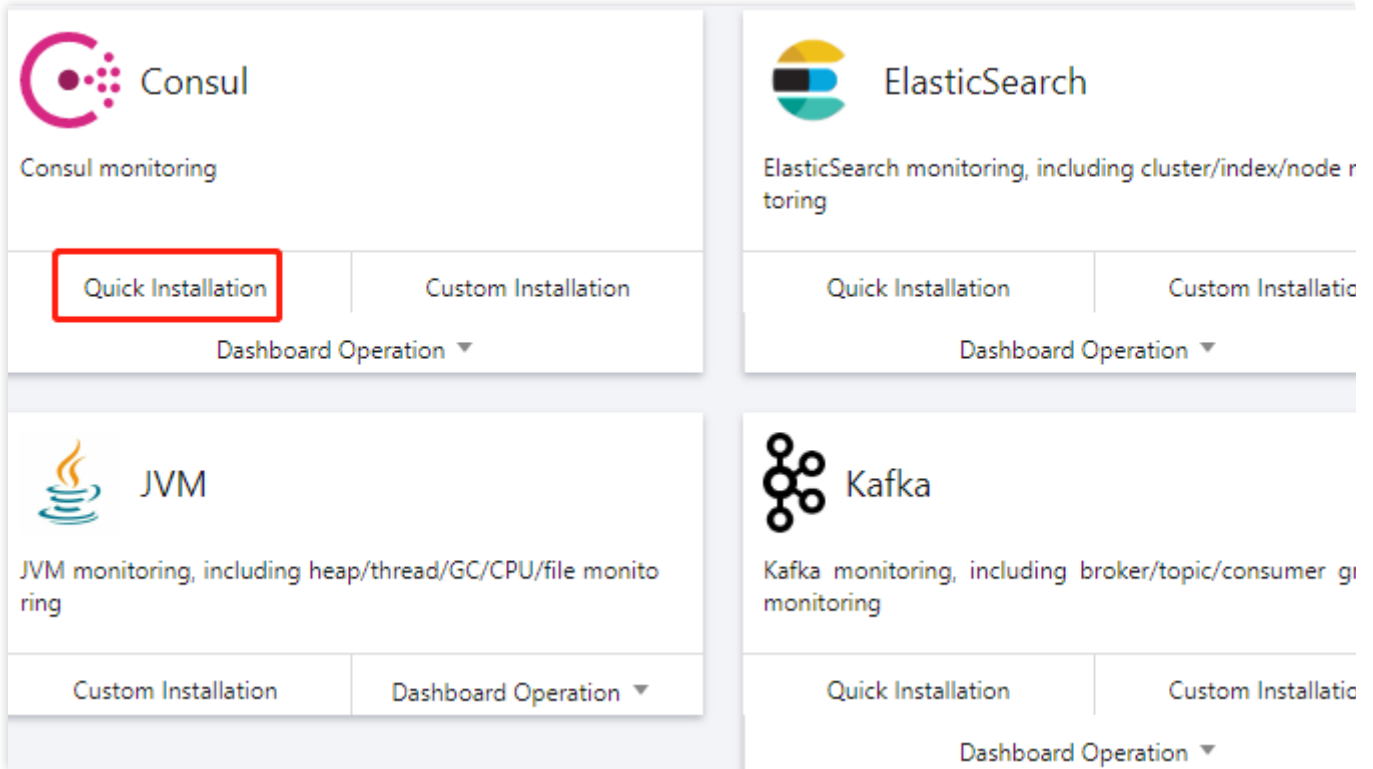 Consul
Consul monitoring
Quick Installation
Custom Installation
Dashboard Operation
ElasticSearch
ElasticSearch monitoring, including cluster/index/node
toring
Quick Installation
Custom
Dashboard Operation
JVM
JVM monitoring, including heap/thread/GC/CPU/file monito
ring
Custom Installation
Dashboard Operation
Kafka
Kafka monitoring, including broker/topic/consumer
monitoring
Quick Installation
Custom
Dashboard Operation